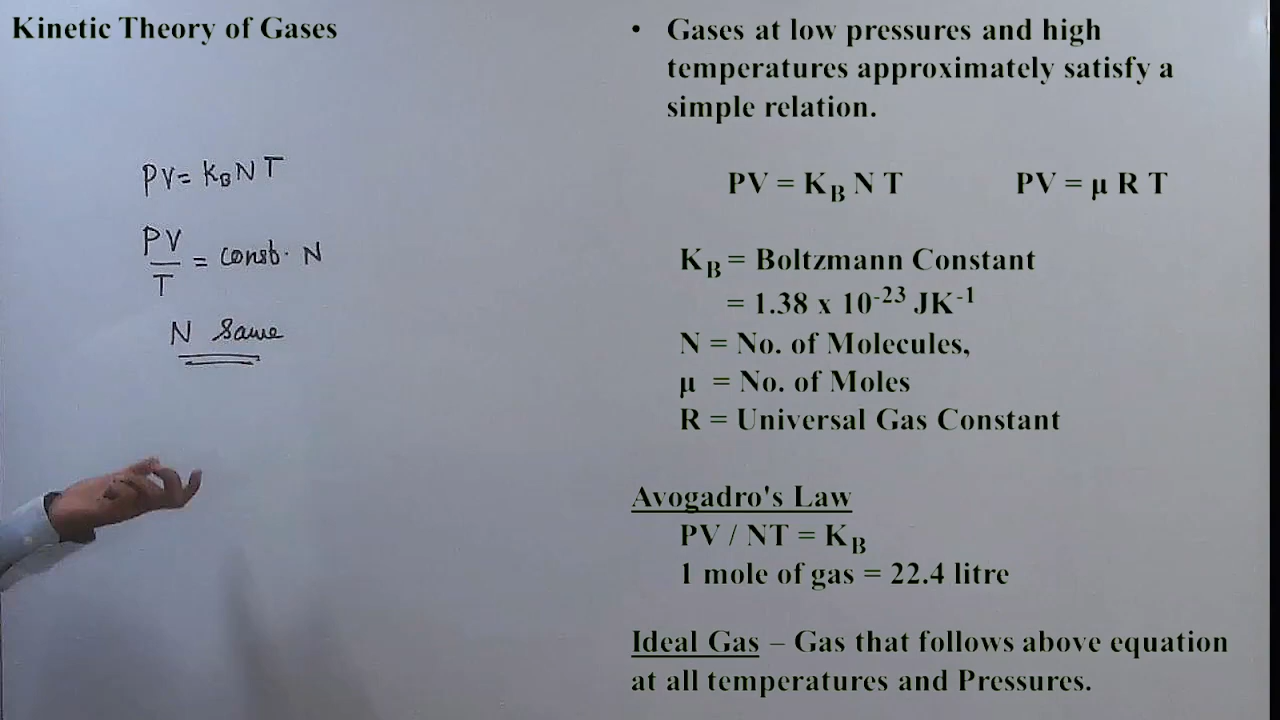 Kinetic Theory of Gases
PV = KB N T
PV
T
= const. N
N Same
• Gases at low pressures and high
temperatures approximately satisfy a
simple relation.
PV = KB N T PV = μ R T
KB = Boltzmann Constant
= 1.38 x 10-23 JK-1
N = No. of Molecules,
μ = No. of Moles
R = Universal Gas Constant
Avogadro's Law
PV / NT = KB
1 mole of gas = 22.4 litre
Ideal Gas – Gas that follows above equation
at all temperatures and Pressures.